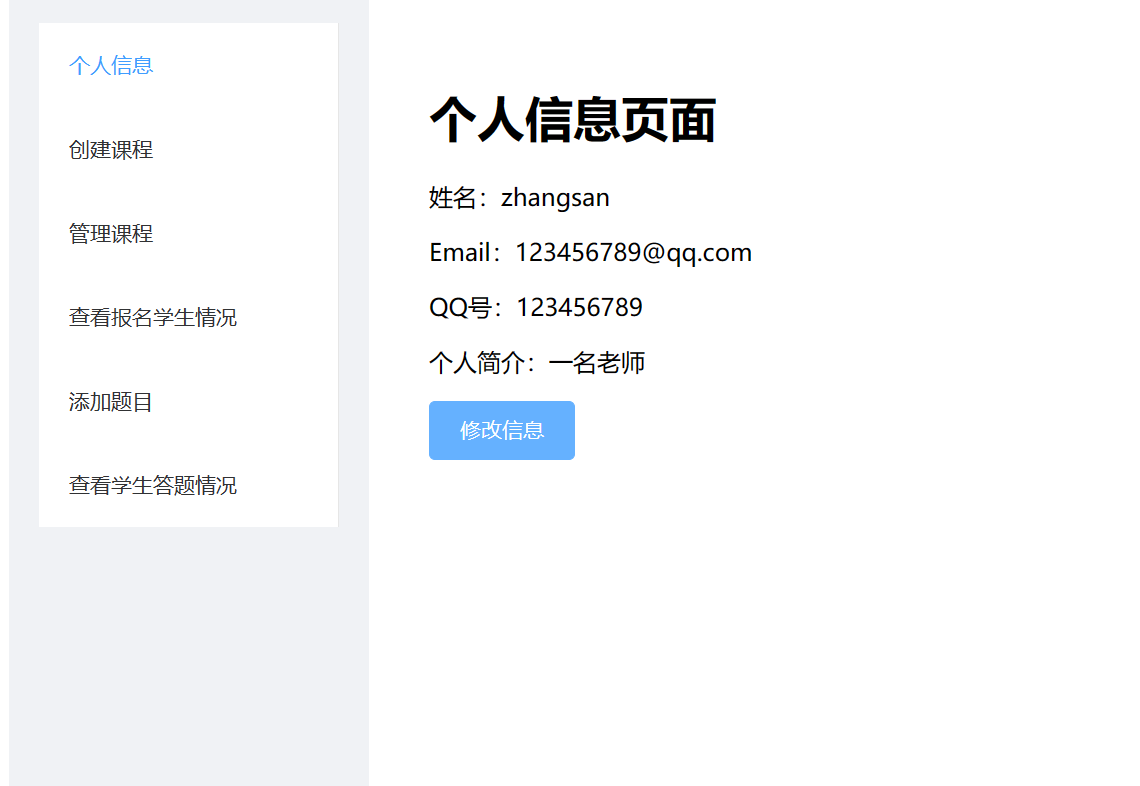 个人信息
创建课程
管理课程
查看报名学生情况
添加题目
查看学生答题情况
个人信息页面
姓名：zhangsan
Email：123456789@qq.com
QQ号：123456789
个人简介：一名老师
修改信息